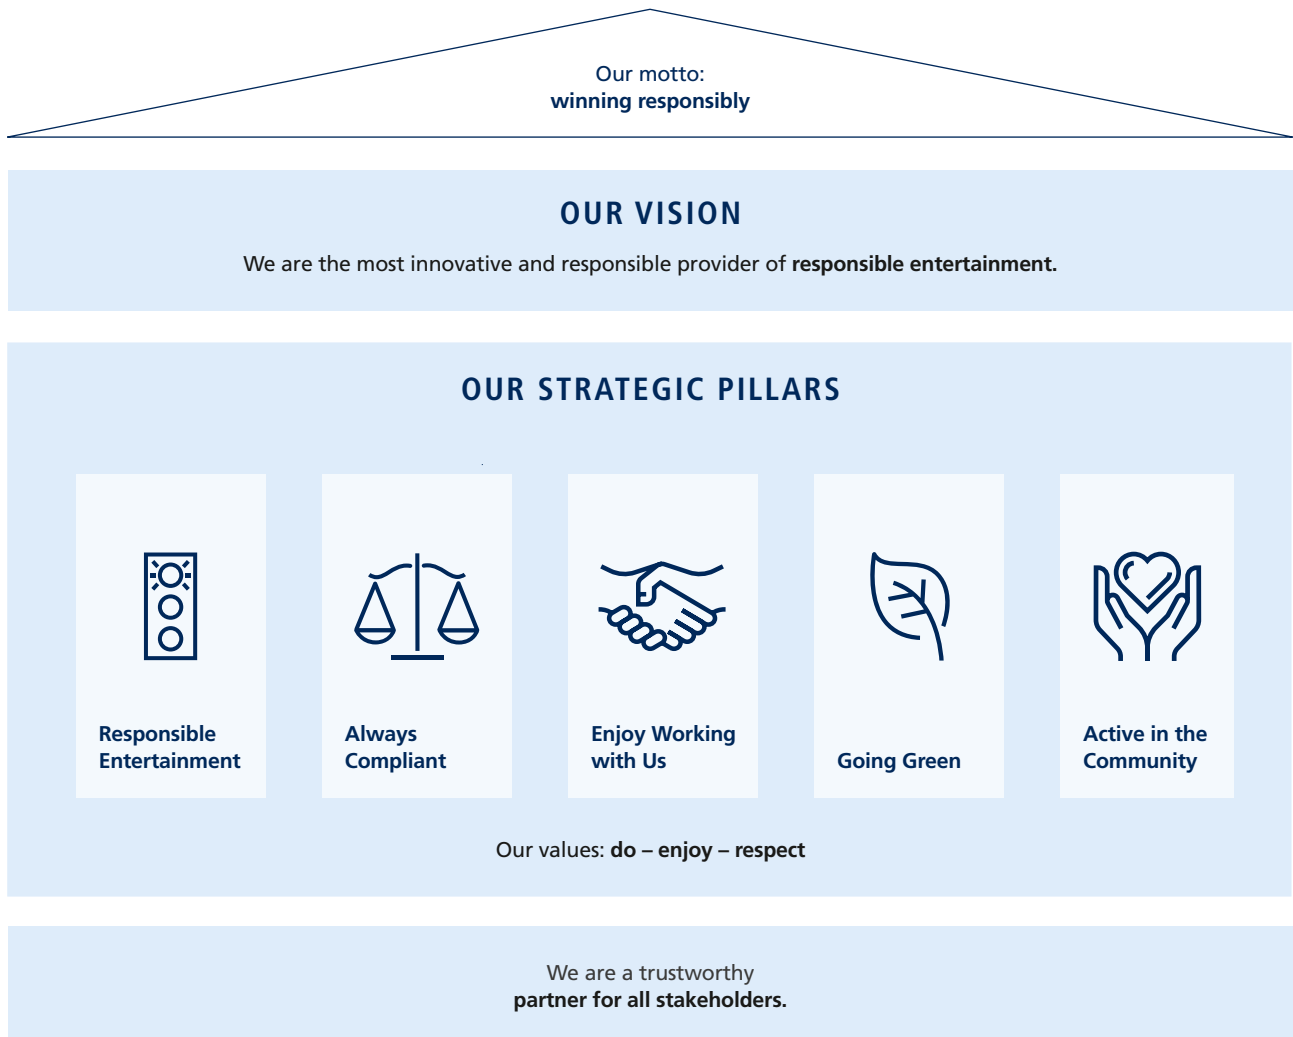 Our motto:
winning responsibly
OUR VISION
We are the most innovative and responsible provider of responsible entertainment.
OUR STRATEGIC PILLARS
Responsible
Entertainment
Always
Compliant
Enjoy Working
with Us
Going Green
Active in the
Community
Our values: do – enjoy – respect
We are a trustworthy
partner for all stakeholders.